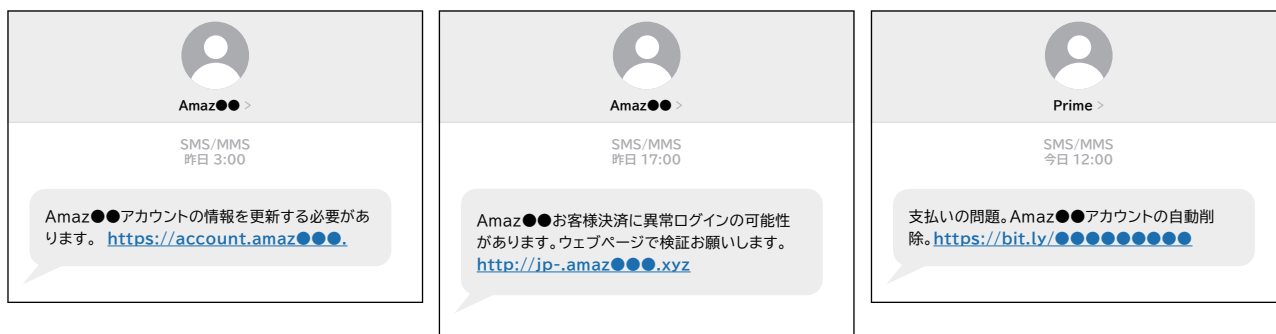 Amaz●● >
SMS/MMS
昨日 3:00
Amaz●●アカウントの情報を更新する必要があ
ります。 https://account.amaz●●●.
Amaz●● >
SMS/MMS
昨日 17:00
Amaz●●お客様決済に異常ログインの可能性
があります。ウェブページで検証お願いします。
http://jp-.amaz●●●.xyz
Prime >
SMS/MMS
今日 12:00
支払いの問題。Amaz●●アカウントの自動削
除。https://bit.ly/●●●●●●●●●